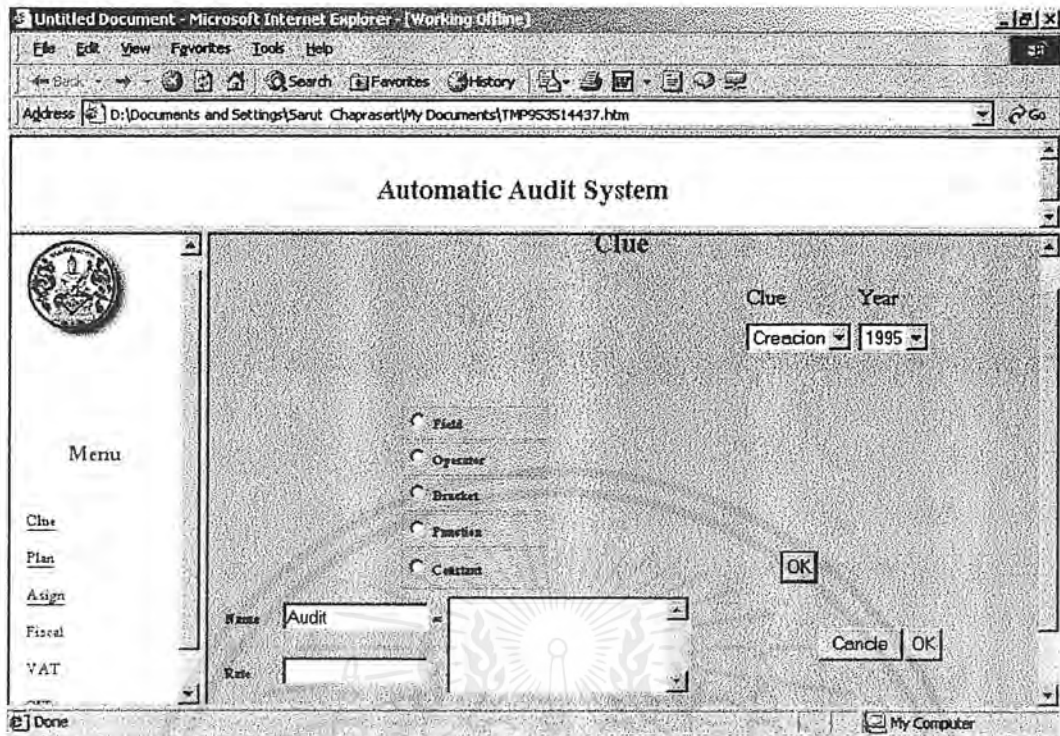 Untitled Document - Microsoft Internet Explorer - [Working Offline]
File Edit View Favorites Tools Help
Back Search Favorites History
Address D:\Documents and Settings\Sarut Chaprasert\My Documents\TMP953514437.htm Go
Automatic Audit System
Clue
Clue Year
Creacion 1995
Menu
Clue
Plan
Asign
Fiscal
VAT
Field
Operator
Bracket
Function
Constant
OK
Name Audit =
Rate
Cancle OK
Done My Computer